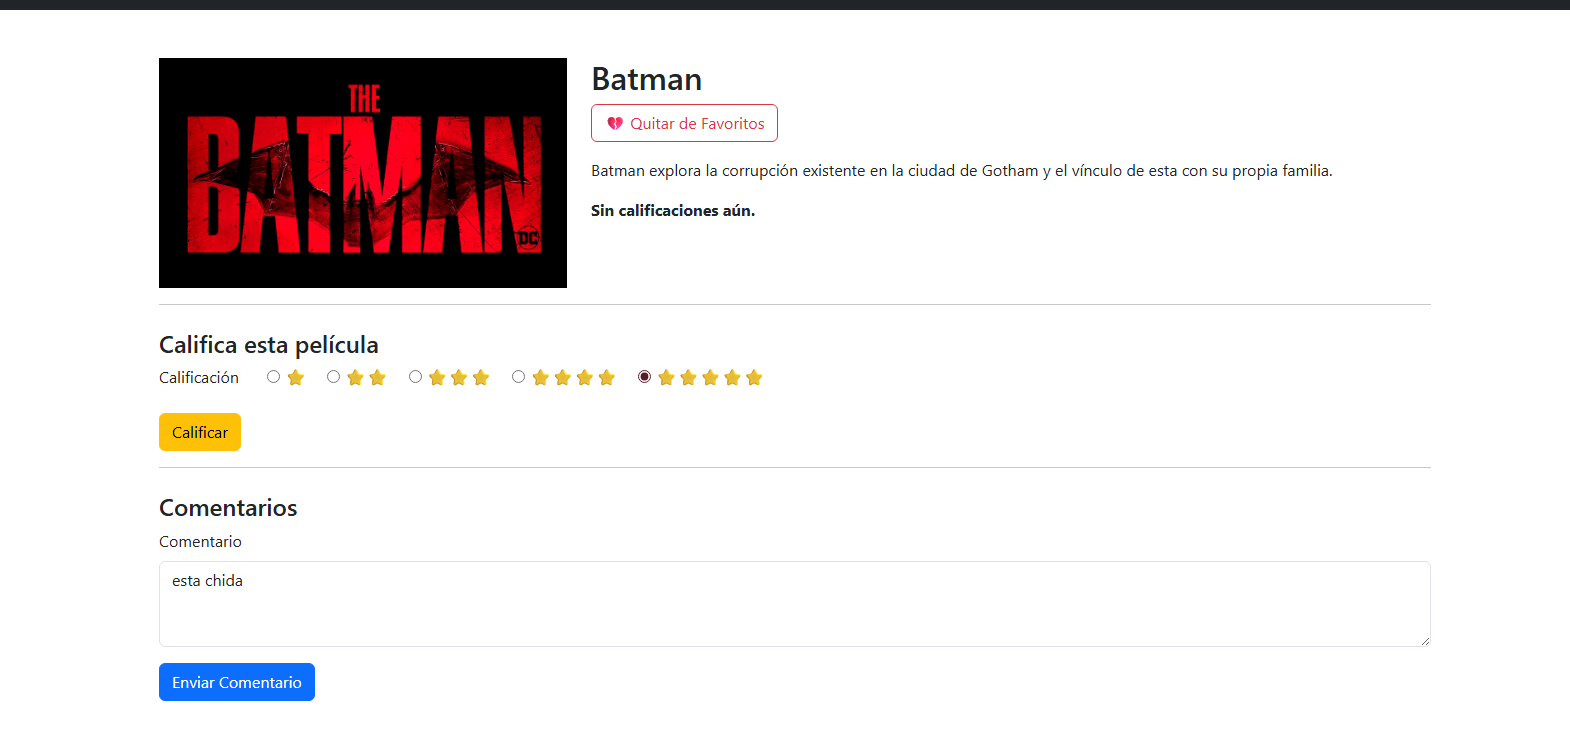 THE
BATMAN
DC
Batman
Quitar de Favoritos
Batman explora la corrupción existente en la ciudad de Gotham y el vínculo de esta con su propia familia.
Sin calificaciones aún.
Califica esta película
Calificación
Calificar
Comentarios
Comentario
esta chida
Enviar Comentario